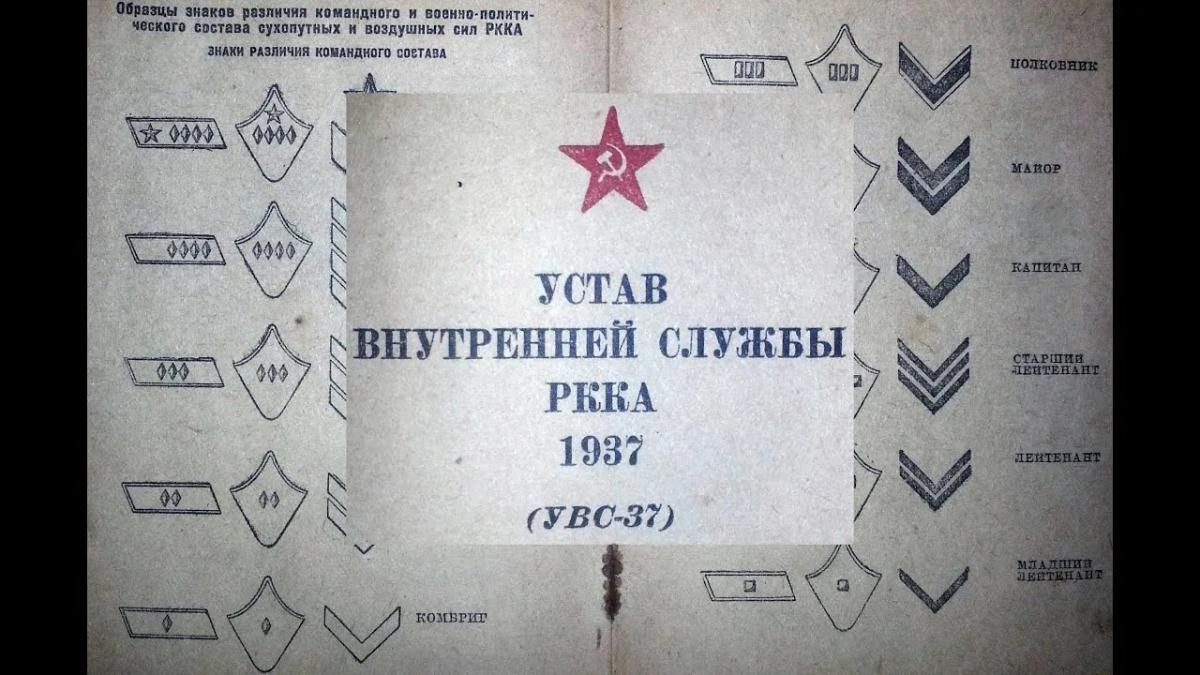 Образцы знаков различия командного и военно-полити-
ческого состава сухопутных и воздушных сил РККА
ЗНАКИ РАЗЛИЧИЯ КОМАНДНОГО СОСТАВА
КОМБРИГ
УСТАВ
ВНУТРЕННЕЙ СЛУЖБЫ
РККА
1937
(УВС-37)
ПОЛКОВНИК
МАЙОР
КАПИТАН
СТАРШИЙ
ЛЕЙТЕНАНТ
ЛЕЙТЕНАНТ
МЛАДШИЙ
ЛЕЙТЕНАНТ